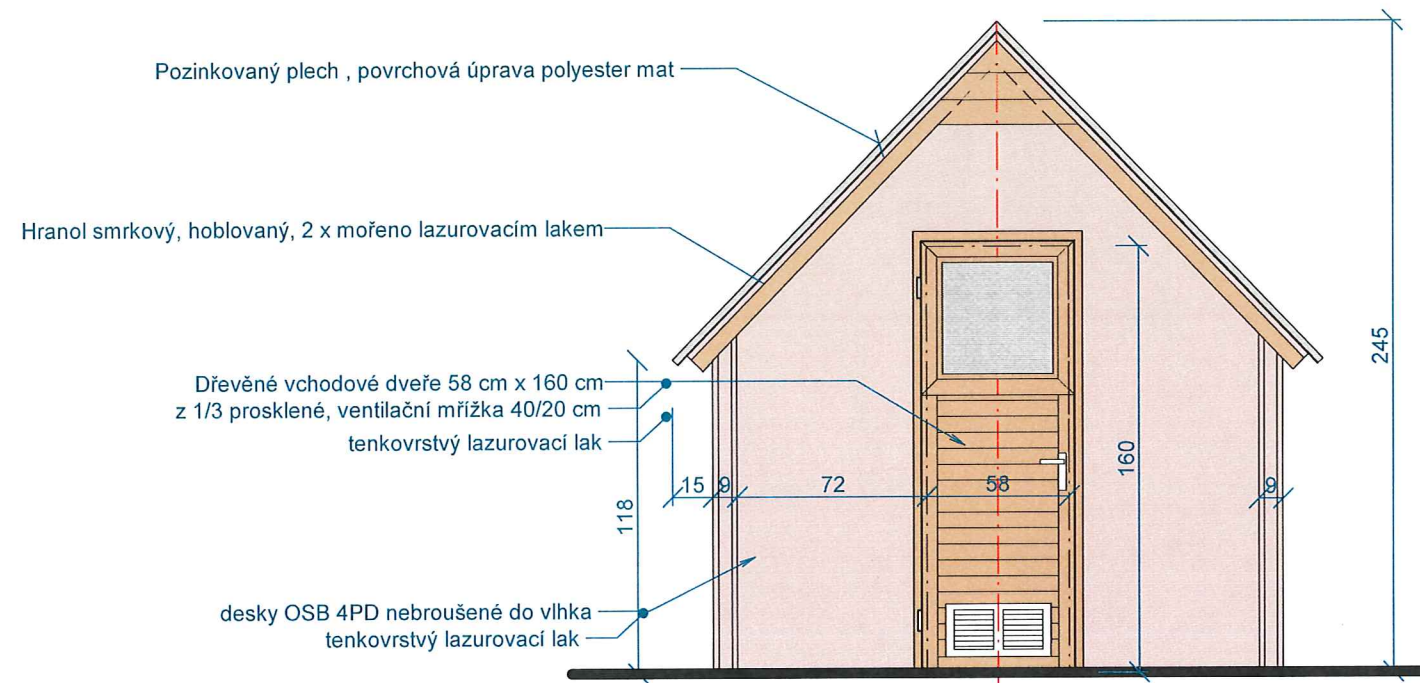 Pozinkovaný plech , povrchová úprava polyester mat
Hranol smrkový, hoblovaný, 2 x mořeno lazurovacím lakem
Dřevěné vchodové dveře 58 cm x 160 cm
z 1/3 prosklené, ventilační mřížka 40/20 cm
tenkovrstvý lazurovací lak
15 9 72 58 9
118
160
245
desky OSB 4PD nebroušené do vlhka
tenkovrstvý lazurovací lak